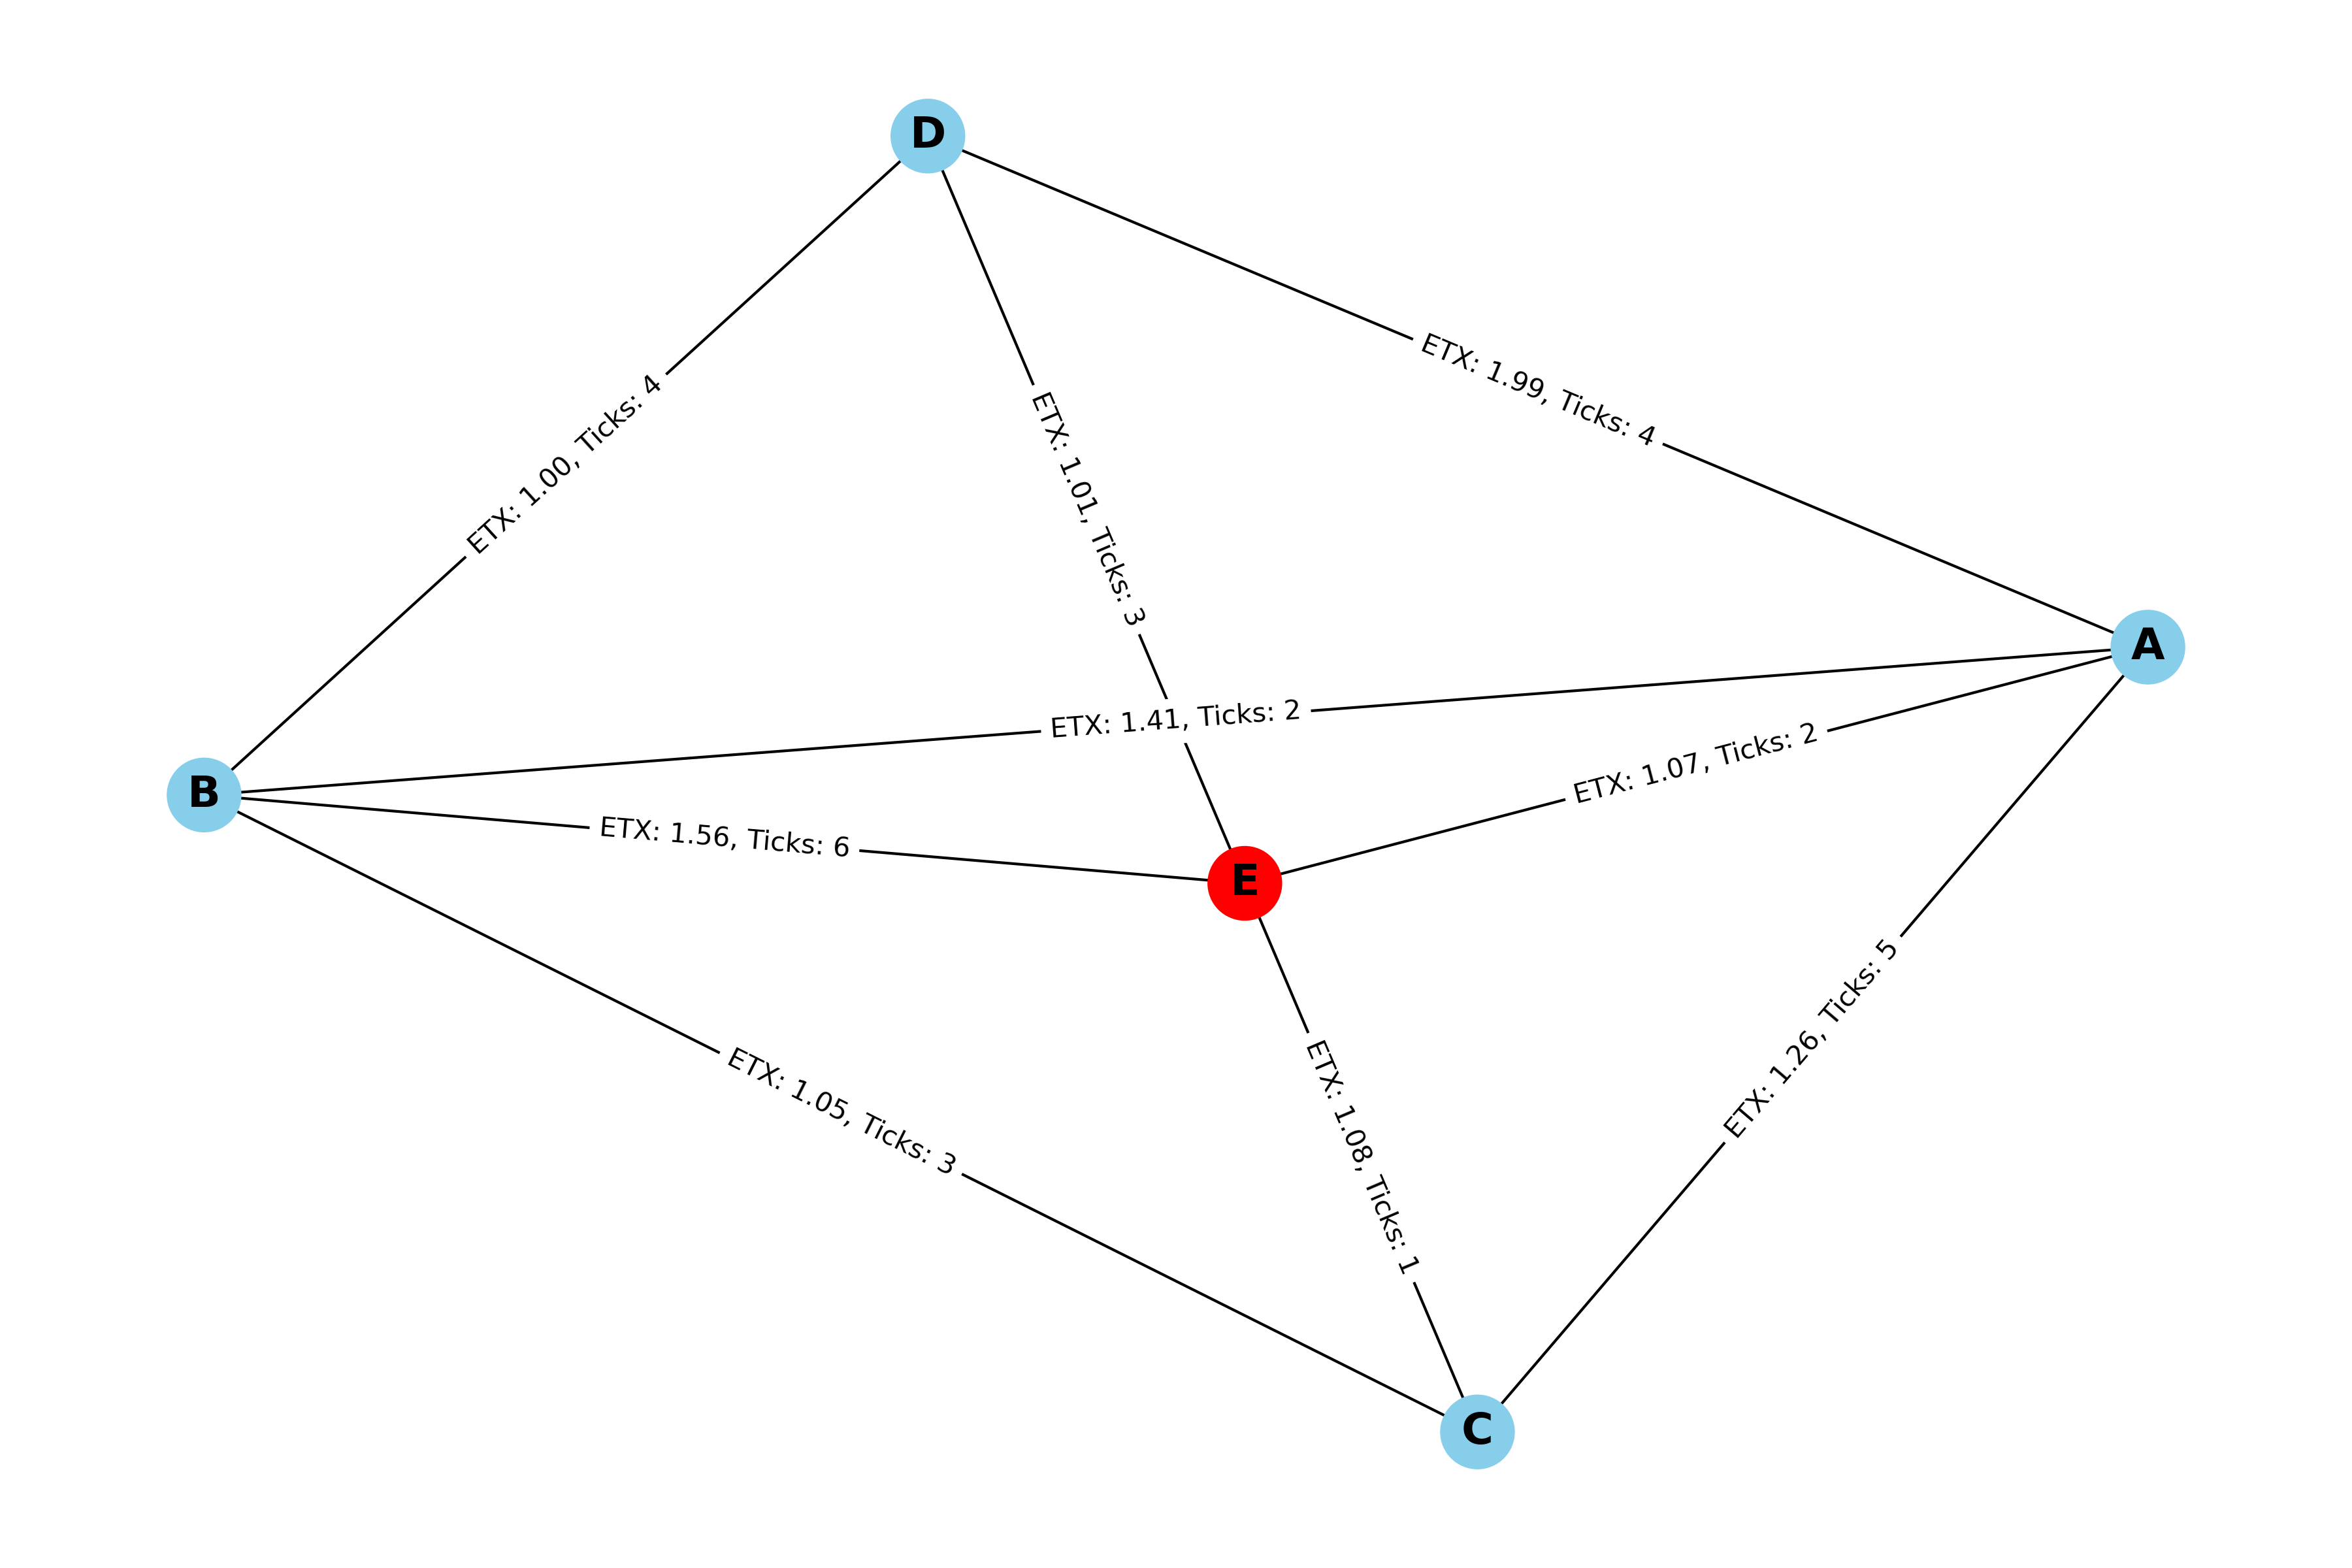 D
ETX: 1.99, Ticks: 4
ETX: 1.00, Ticks: 4
ETX: 1.01, Ticks: 3
A
ETX: 1.41, Ticks: 2
ETX: 1.07, Ticks: 2
B
ETX: 1.56, Ticks: 6
E
ETX: 1.26, Ticks: 5
ETX: 1.05, Ticks: 3
ETX: 1.08, Ticks: 1
C